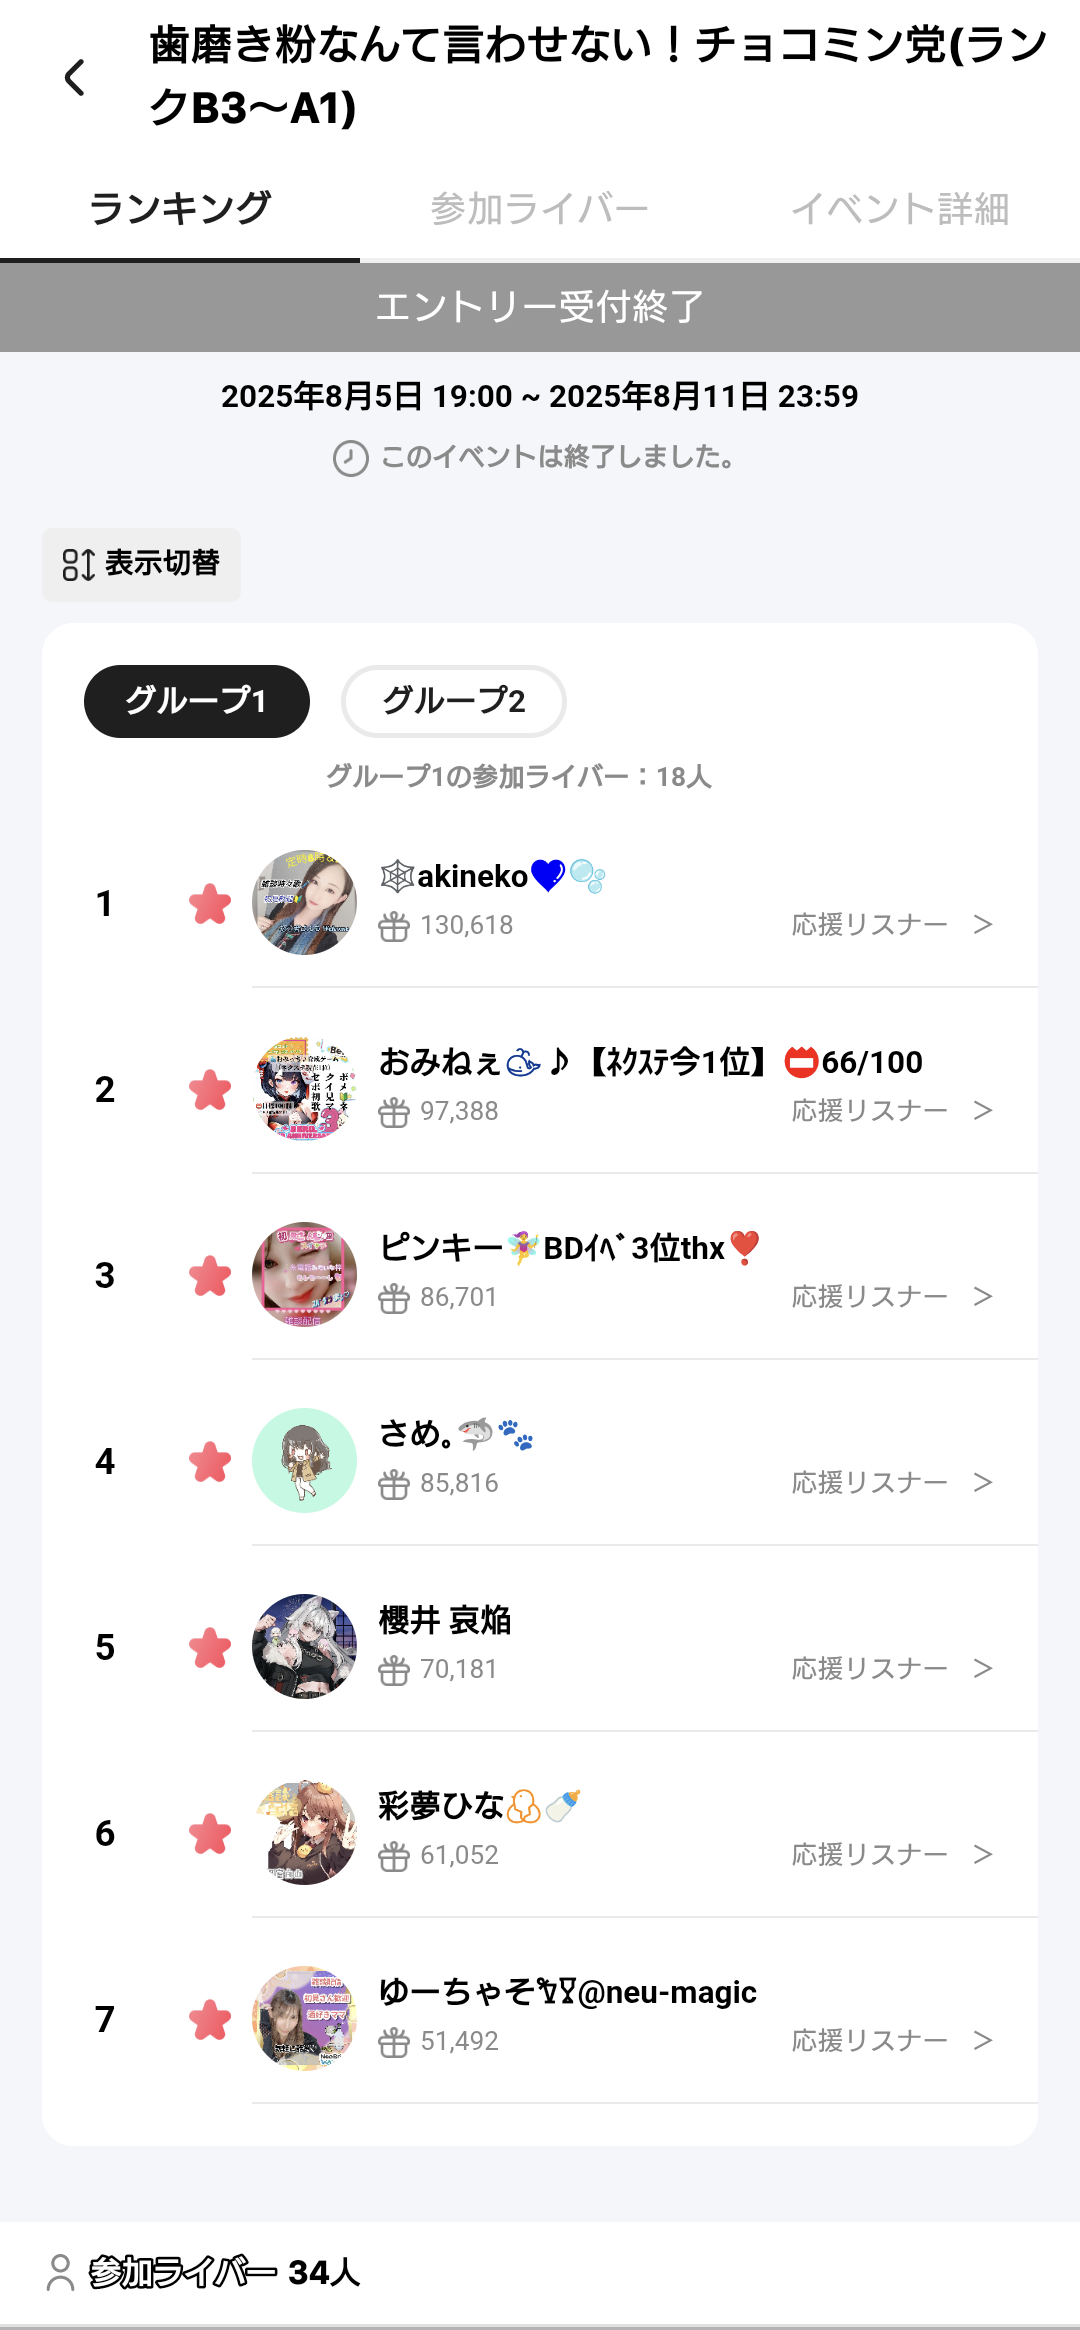 歯磨き粉なんて言わせない！チョコミン党(ラン
クB3〜A1)
ランキング 参加ライバー イベント詳細
エントリー受付終了
2025年8月5日 19:00 ~ 2025年8月11日 23:59
このイベントは終了しました。
表示切替
グループ1 グループ2
グループ1の参加ライバー：18人
1 🕸akineko💙🫧
130,618 応援リスナー >
2 おみねぇ🐳♪【ﾈｸｽﾃ今1位】📛66/100
97,388 応援リスナー >
3 ピンキー🧚‍♀️BDｲﾍﾞ3位thx❣️
86,701 応援リスナー >
4 さめ。🦈🐾
85,816 応援リスナー >
5 櫻井 哀焔
70,181 応援リスナー >
6 彩夢ひな🍼
61,052 応援リスナー >
7 ゆーちゃそ@neu-magic
51,492 応援リスナー >
参加ライバー 34人